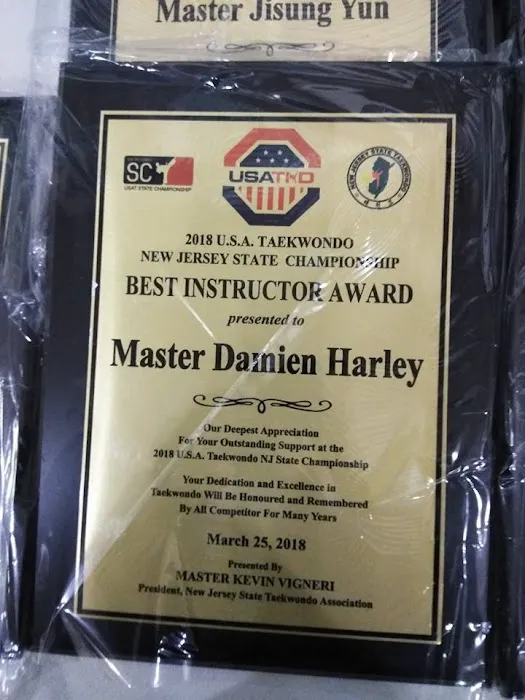 Master Jisung Yun
SC
USAT STATE CHAMPIONSHIP
USATKD
NEW JERSEY STATE TAEKWONDO
2018 U.S.A. TAEKWONDO
NEW JERSEY STATE CHAMPIONSHIP
BEST INSTRUCTOR AWARD
presented to
Master Damien Harley
Our Deepest Appreciation
For Your Outstanding Support at the
2018 U.S.A. Taekwondo NJ State Championship
Your Dedication and Excellence in
Taekwondo Will Be Honoured and Remembered
By All Competitor For Many Years
March 25, 2018
Presented By
MASTER KEVIN VIGNERI
President, New Jersey State Taekwondo Association